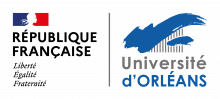 RÉPUBLIQUE
FRANÇAISE
Liberté
Égalité
Fraternité
Université
d'ORLÉANS